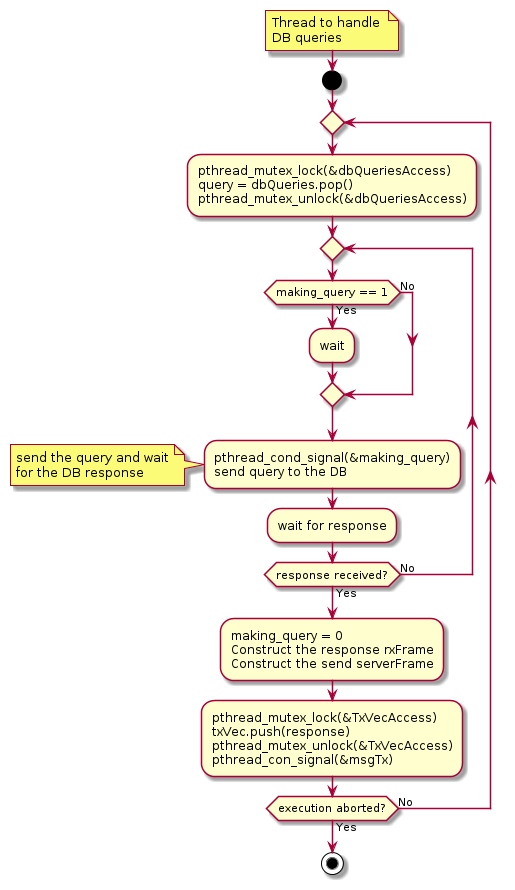 Thread to handle
DB queries
pthread_mutex_lock(&dbQueriesAccess)
query = dbQueries.pop()
pthread_mutex_unlock(&dbQueriesAccess)
making_query == 1
No
Yes
wait
send the query and wait
for the DB response
pthread_cond_signal(&making_query)
send query to the DB
wait for response
response received?
No
Yes
making_query = 0
Construct the response rxFrame
Construct the send serverFrame
pthread_mutex_lock(&TxVecAccess)
txVec.push(response)
pthread_mutex_unlock(&TxVecAccess)
pthread_con_signal(&msgTx)
execution aborted?
No
Yes